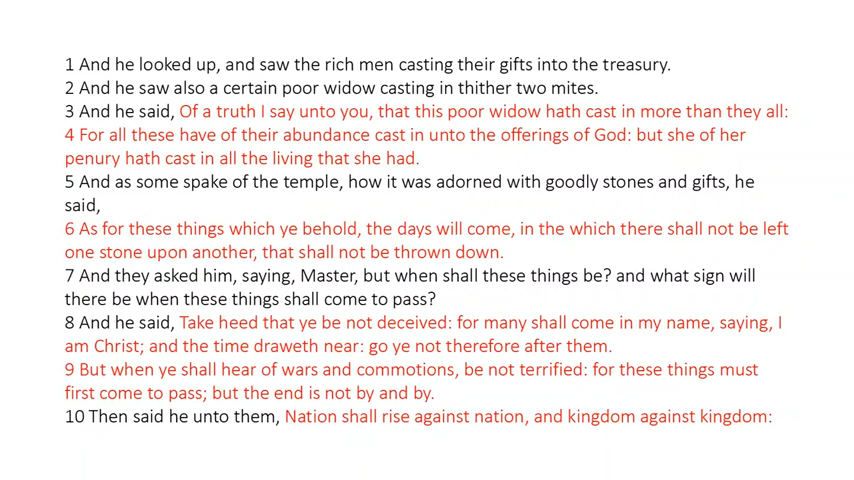 1 And he looked up, and saw the rich men casting their gifts into the treasury.
2 And he saw also a certain poor widow casting in thither two mites.
3 And he said, Of a truth I say unto you, that this poor widow hath cast in more than they all:
4 For all these have of their abundance cast in unto the offerings of God: but she of her
penury hath cast in all the living that she had.
5 And as some spake of the temple, how it was adorned with goodly stones and gifts, he
said,
6 As for these things which ye behold, the days will come, in the which there shall not be left
one stone upon another, that shall not be thrown down.
7 And they asked him, saying, Master, but when shall these things be? and what sign will
there be when these things shall come to pass?
8 And he said, Take heed that ye be not deceived: for many shall come in my name, saying, I
am Christ; and the time draweth near: go ye not therefore after them.
9 But when ye shall hear of wars and commotions, be not terrified: for these things must
first come to pass; but the end is not by and by.
10 Then said he unto them, Nation shall rise against nation, and kingdom against kingdom: